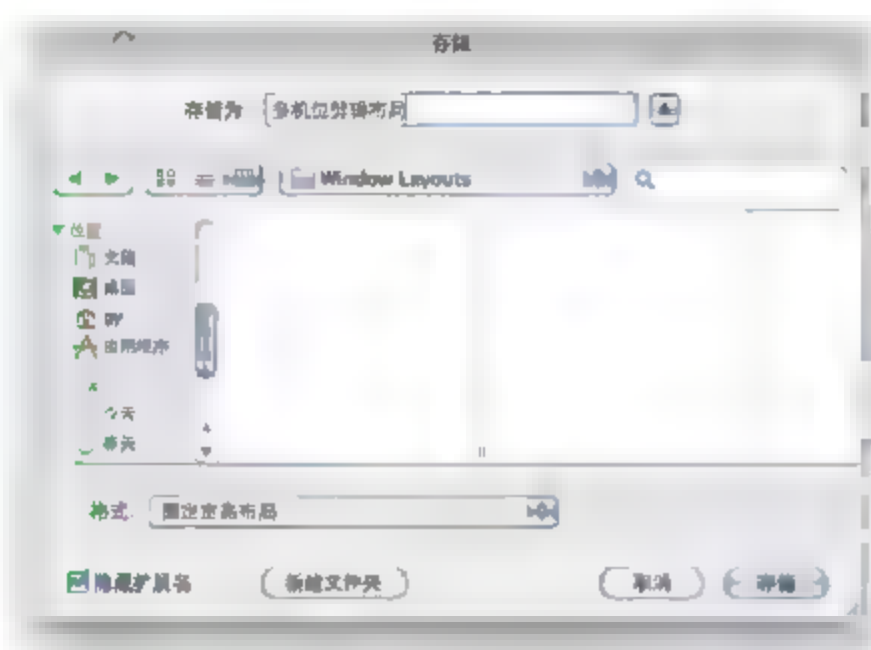 存储
存储为 多机位剪辑布局
Window Layouts
位置
文稿
桌面
应用程序
今天
昨天
格式: 固定定高布局
隐藏扩展名 新建文件夹 取消 存储